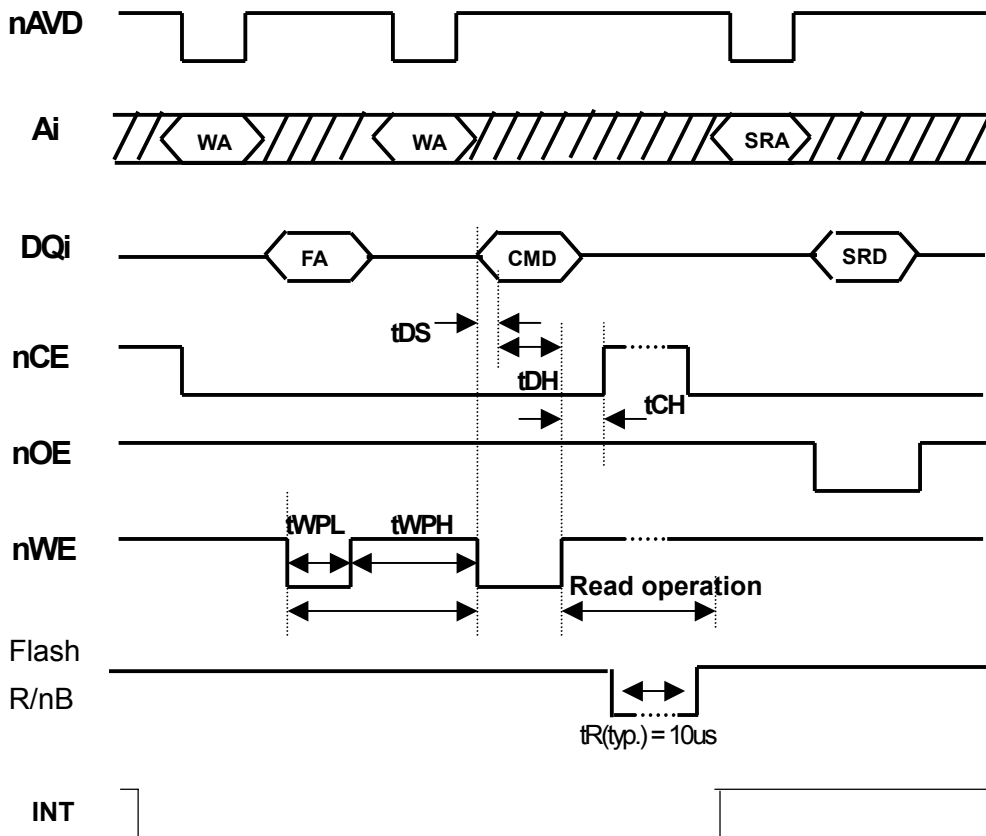 nAVD
Ai
WA WA SRA
DQi
FA CMD SRD
tDS
nCE
tDH
tCH
nOE
tWPL tWPH
nWE
Read operation
Flash
R/nB
tR(typ.) = 10us
INT